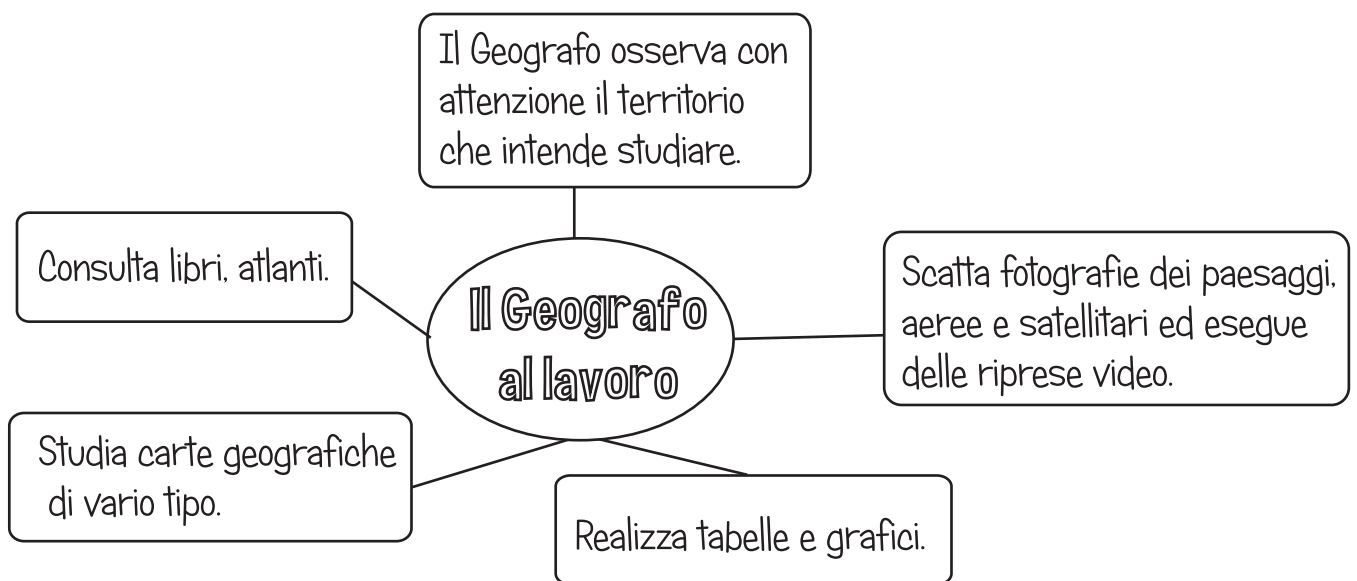 Il Geografo osserva con
attenzione il territorio
che intende studiare.
Consulta libri, atlanti.
Scatta fotografie dei paesaggi,
aeree e satellitari ed esegue
delle riprese video.
Il Geografo
al lavoro
Studia carte geografiche
di vario tipo.
Realizza tabelle e grafici.